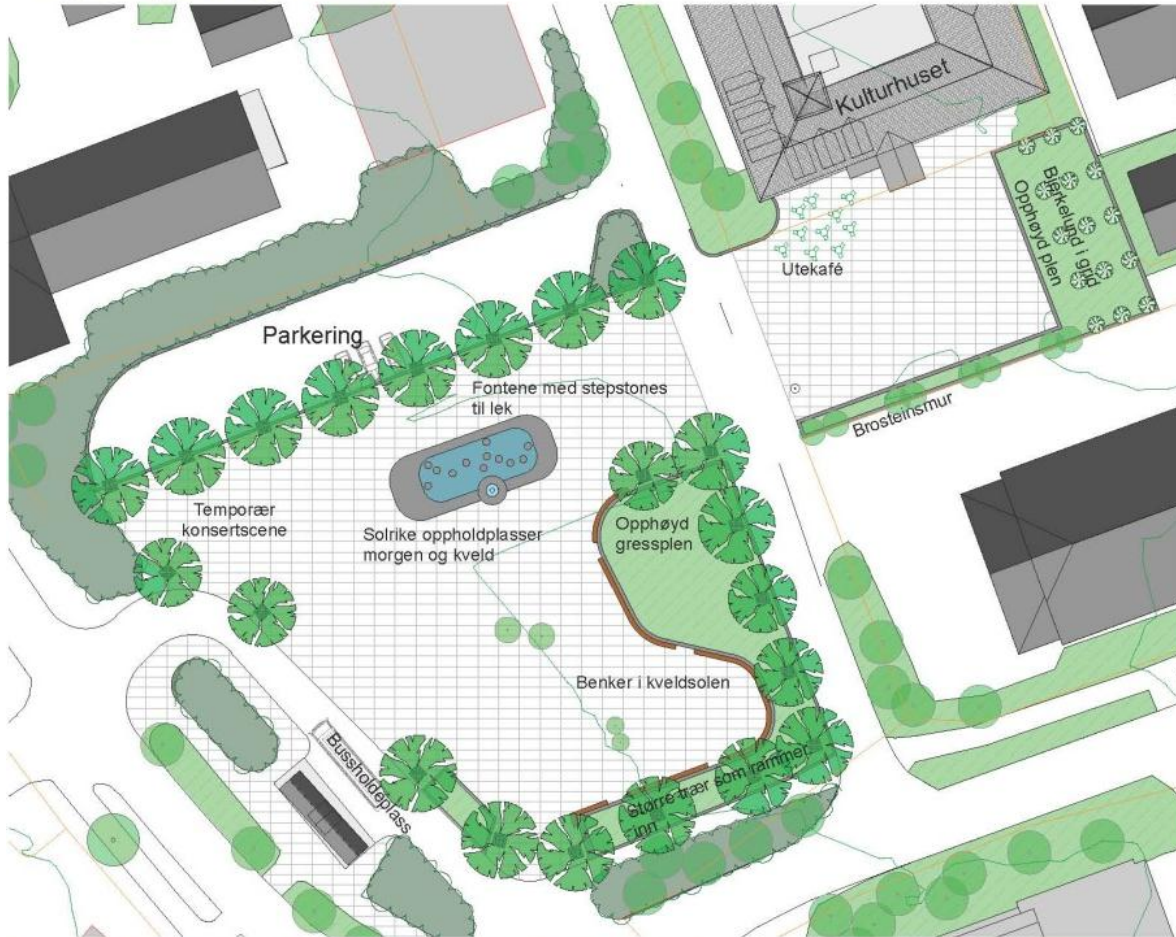 Kulturhuset
Bjerkelund i grid
Opphøyd plen
Utekafé
Parkering
Fontene med stepstones
til lek
Brosteinsmur
Temporær
konsertscene
Solrike oppholdplasser
morgen og kveld
Opphøyd
gressplen
Benker i kveldsolen
Bussholdeplass
Større trær som rammer
inn